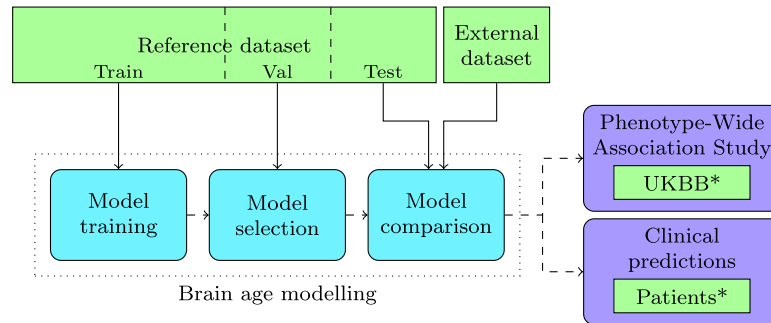 Reference dataset
Train
Val
Test
External
dataset
Model
training
Model
selection
Model
comparison
Brain age modelling
Phenotype-Wide
Association Study
UKBB*
Clinical
predictions
Patients*